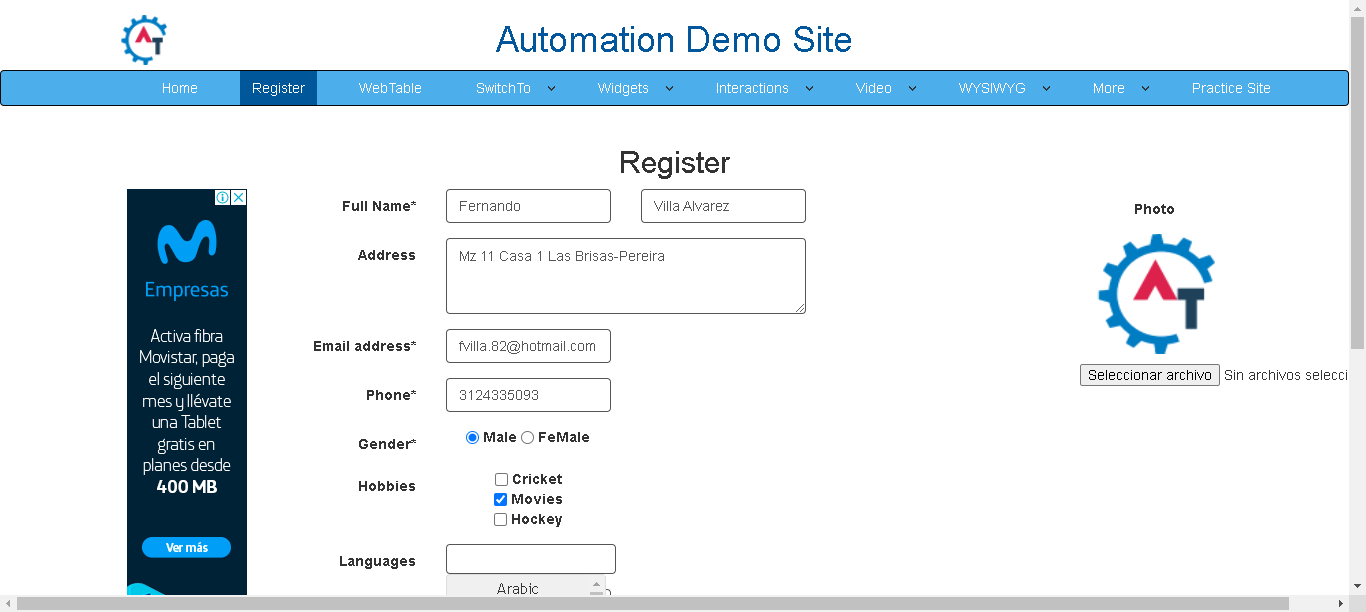 AT
Automation Demo Site
Home Register WebTable SwitchTo Widgets Interactions Video WYSIWYG More Practice Site
Register
Empresas
Activa fibra
Movistar, paga
el siguiente
mes y llévate
una Tablet
gratis en
planes desde
400 MB
Ver más
Full Name* Fernando Villa Alvarez
Address Mz 11 Casa 1 Las Brisas-Pereira
Email address* fvilla.82@hotmail.com
Phone* 3124335093
Gender* Male FeMale
Hobbies Cricket
Movies
Hockey
Languages
Arabic
Photo
AT
Seleccionar archivo Sin archivos selecci